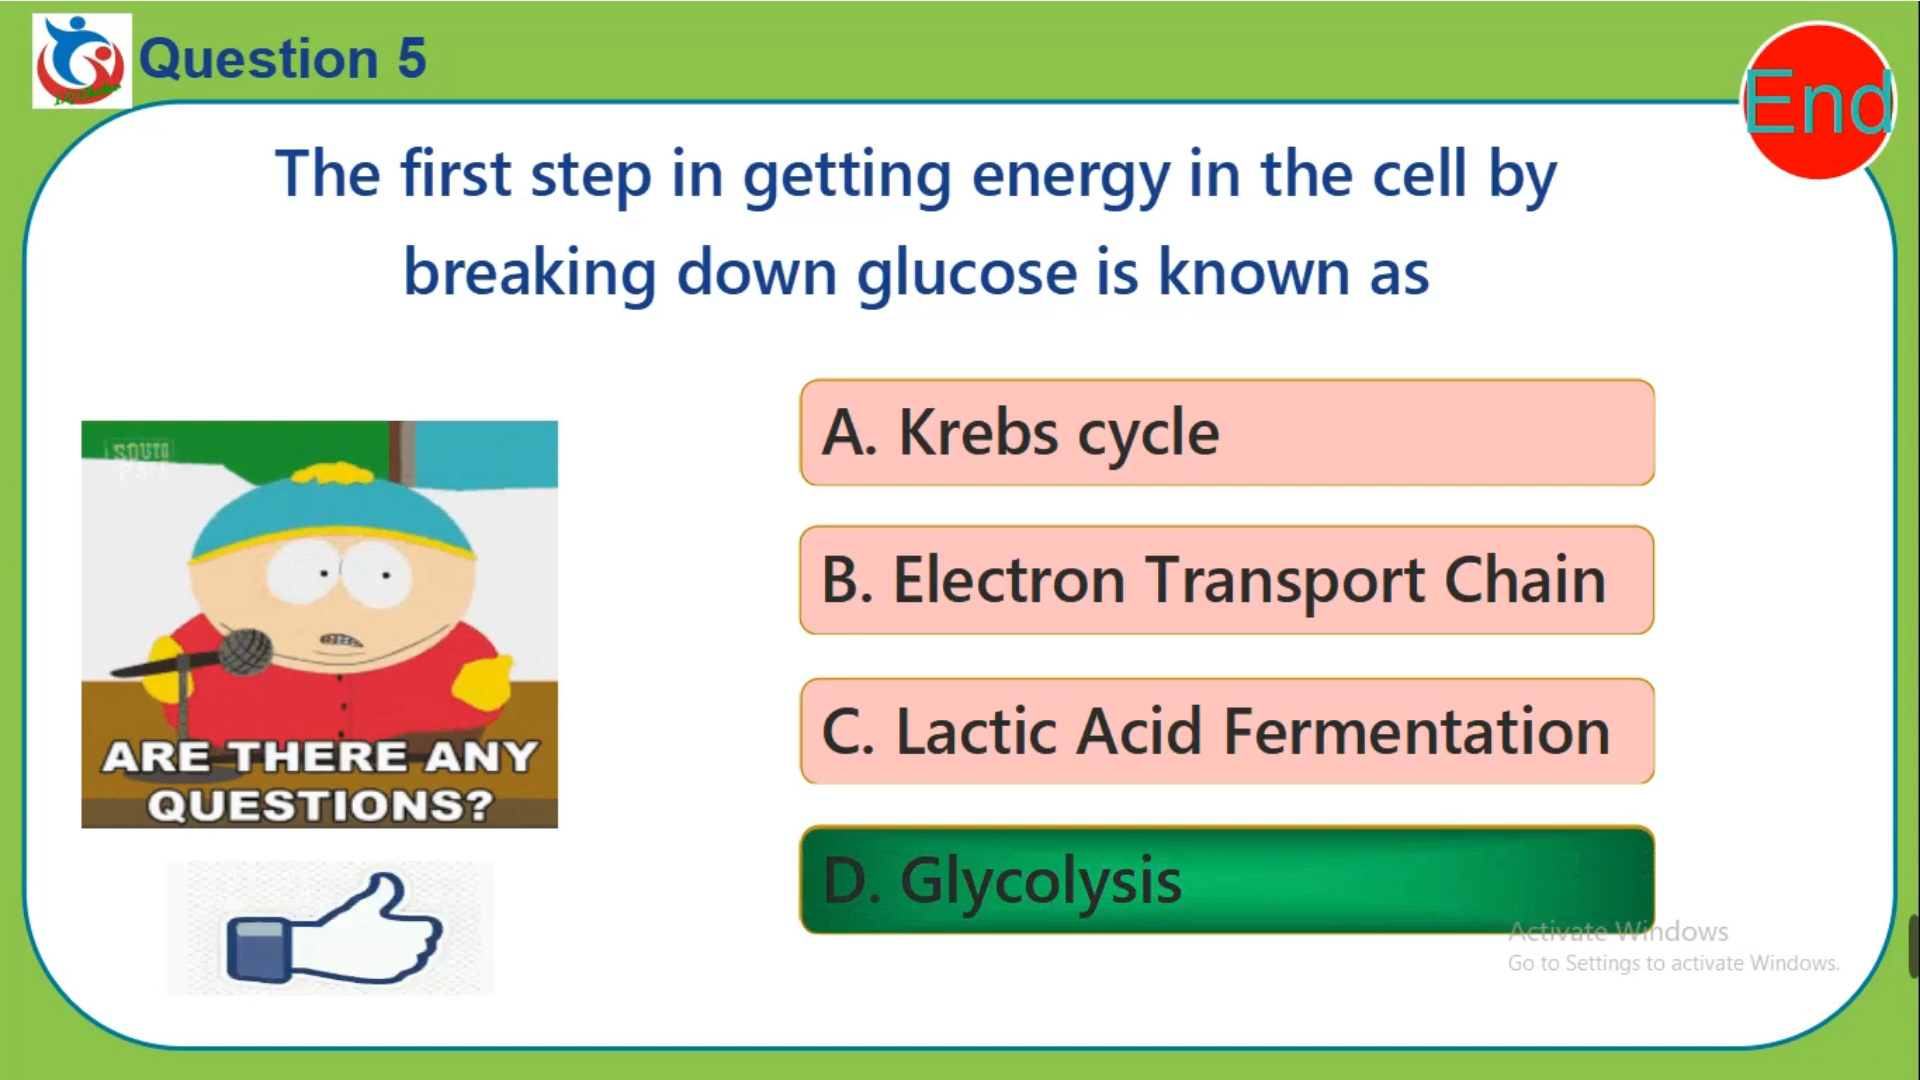 Question 5
End
The first step in getting energy in the cell by
breaking down glucose is known as
A. Krebs cycle
B. Electron Transport Chain
C. Lactic Acid Fermentation
D. Glycolysis
SOUTH
PARK
ARE THERE ANY
QUESTIONS?
Activate Windows
Go to Settings to activate Windows.